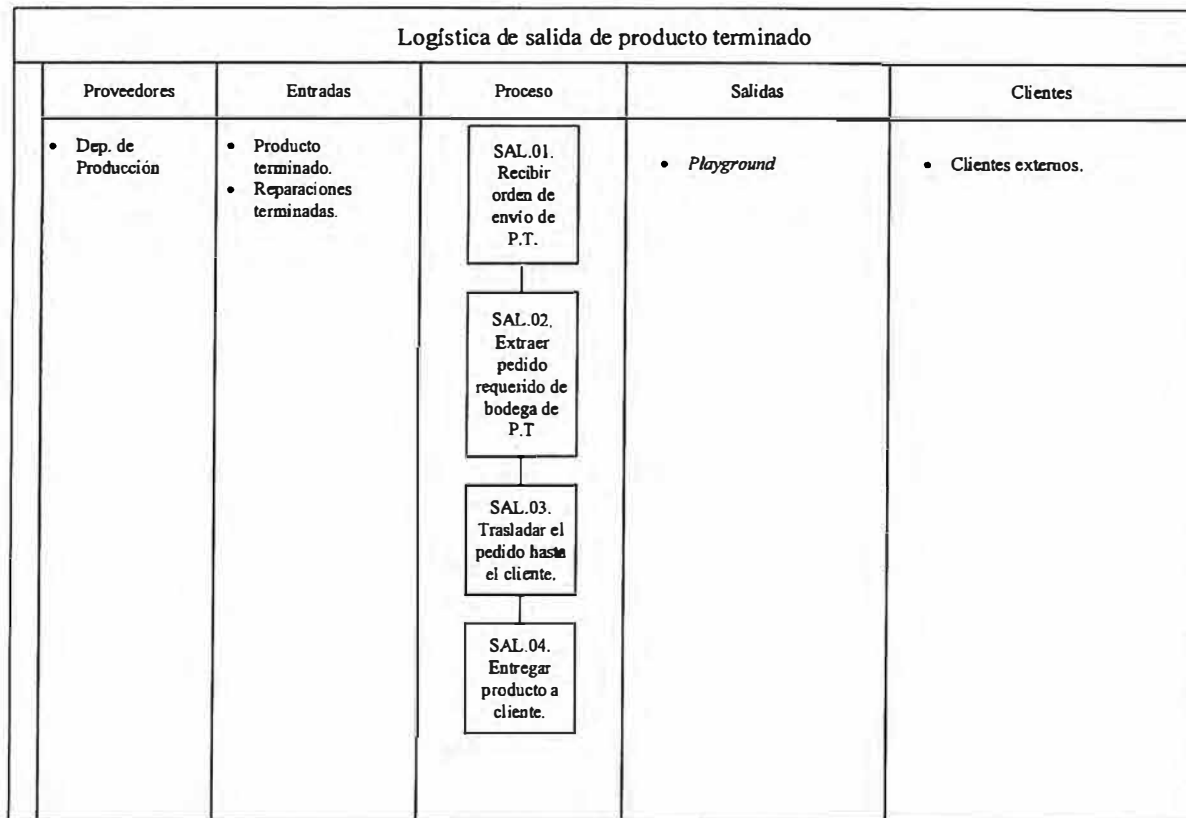 Logística de salida de producto terminado
Proveedores
Entradas
Proceso
Salidas
Clientes
• Dep. de
Producción
• Producto
terminado.
• Reparaciones
terminadas.
SAL.01.
Recibir
orden de
envío de
P.T.
SAL.02.
Extraer
pedido
requerido de
bodega de
P.T
SAL.03.
Trasladar el
pedido hasta
el cliente.
SAL.04.
Entregar
producto a
cliente.
• Playground
• Clientes externos.